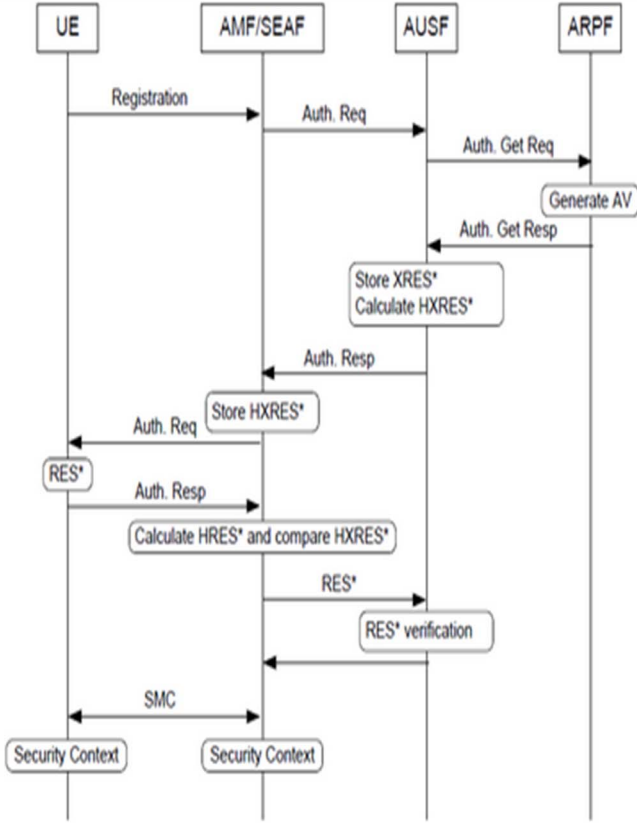 UE
AMF/SEAF
AUSF
ARPF
Registration
Auth. Req
Auth. Get Req
Generate AV
Auth. Get Resp
Store XRES*
Calculate HXRES*
Auth. Resp
Store HXRES*
Auth. Req
RES*
Auth. Resp
Calculate HRES* and compare HXRES*
RES*
RES* verification
SMC
Security Context
Security Context